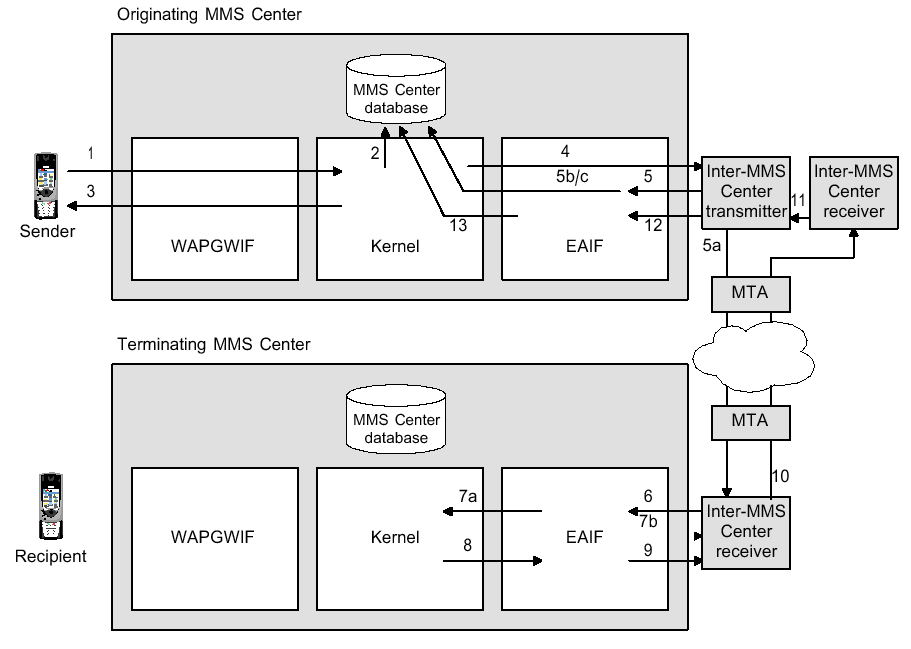 Originating MMS Center
MMS Center
database
1
2
3
4
5b/c
5
13
12
11
5a
Sender
WAPGWIF
Kernel
EAIF
Inter-MMS
Center
transmitter
Inter-MMS
Center
receiver
MTA
Terminating MMS Center
MMS Center
database
MTA
10
7a
6
7b
8
9
Recipient
WAPGWIF
Kernel
EAIF
Inter-MMS
Center
receiver